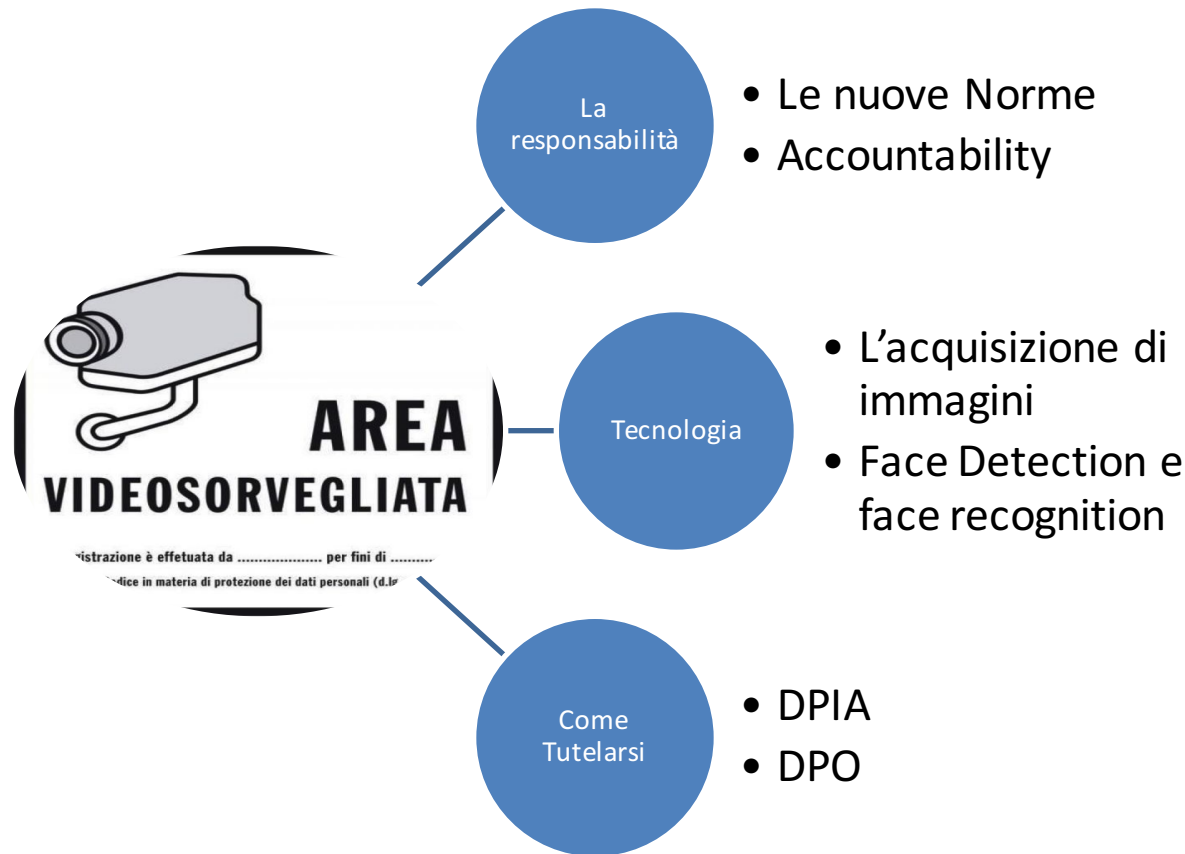 La
responsabilità
• Le nuove Norme
• Accountability
AREA
VIDEOSORVEGLIATA
è effetuata da .................... per fini di ..........
in materia di protezione dei dati personali
Tecnologia
• L’acquisizione di
immagini
• Face Detection e
face recognition
Come
Tutelarsi
• DPIA
• DPO